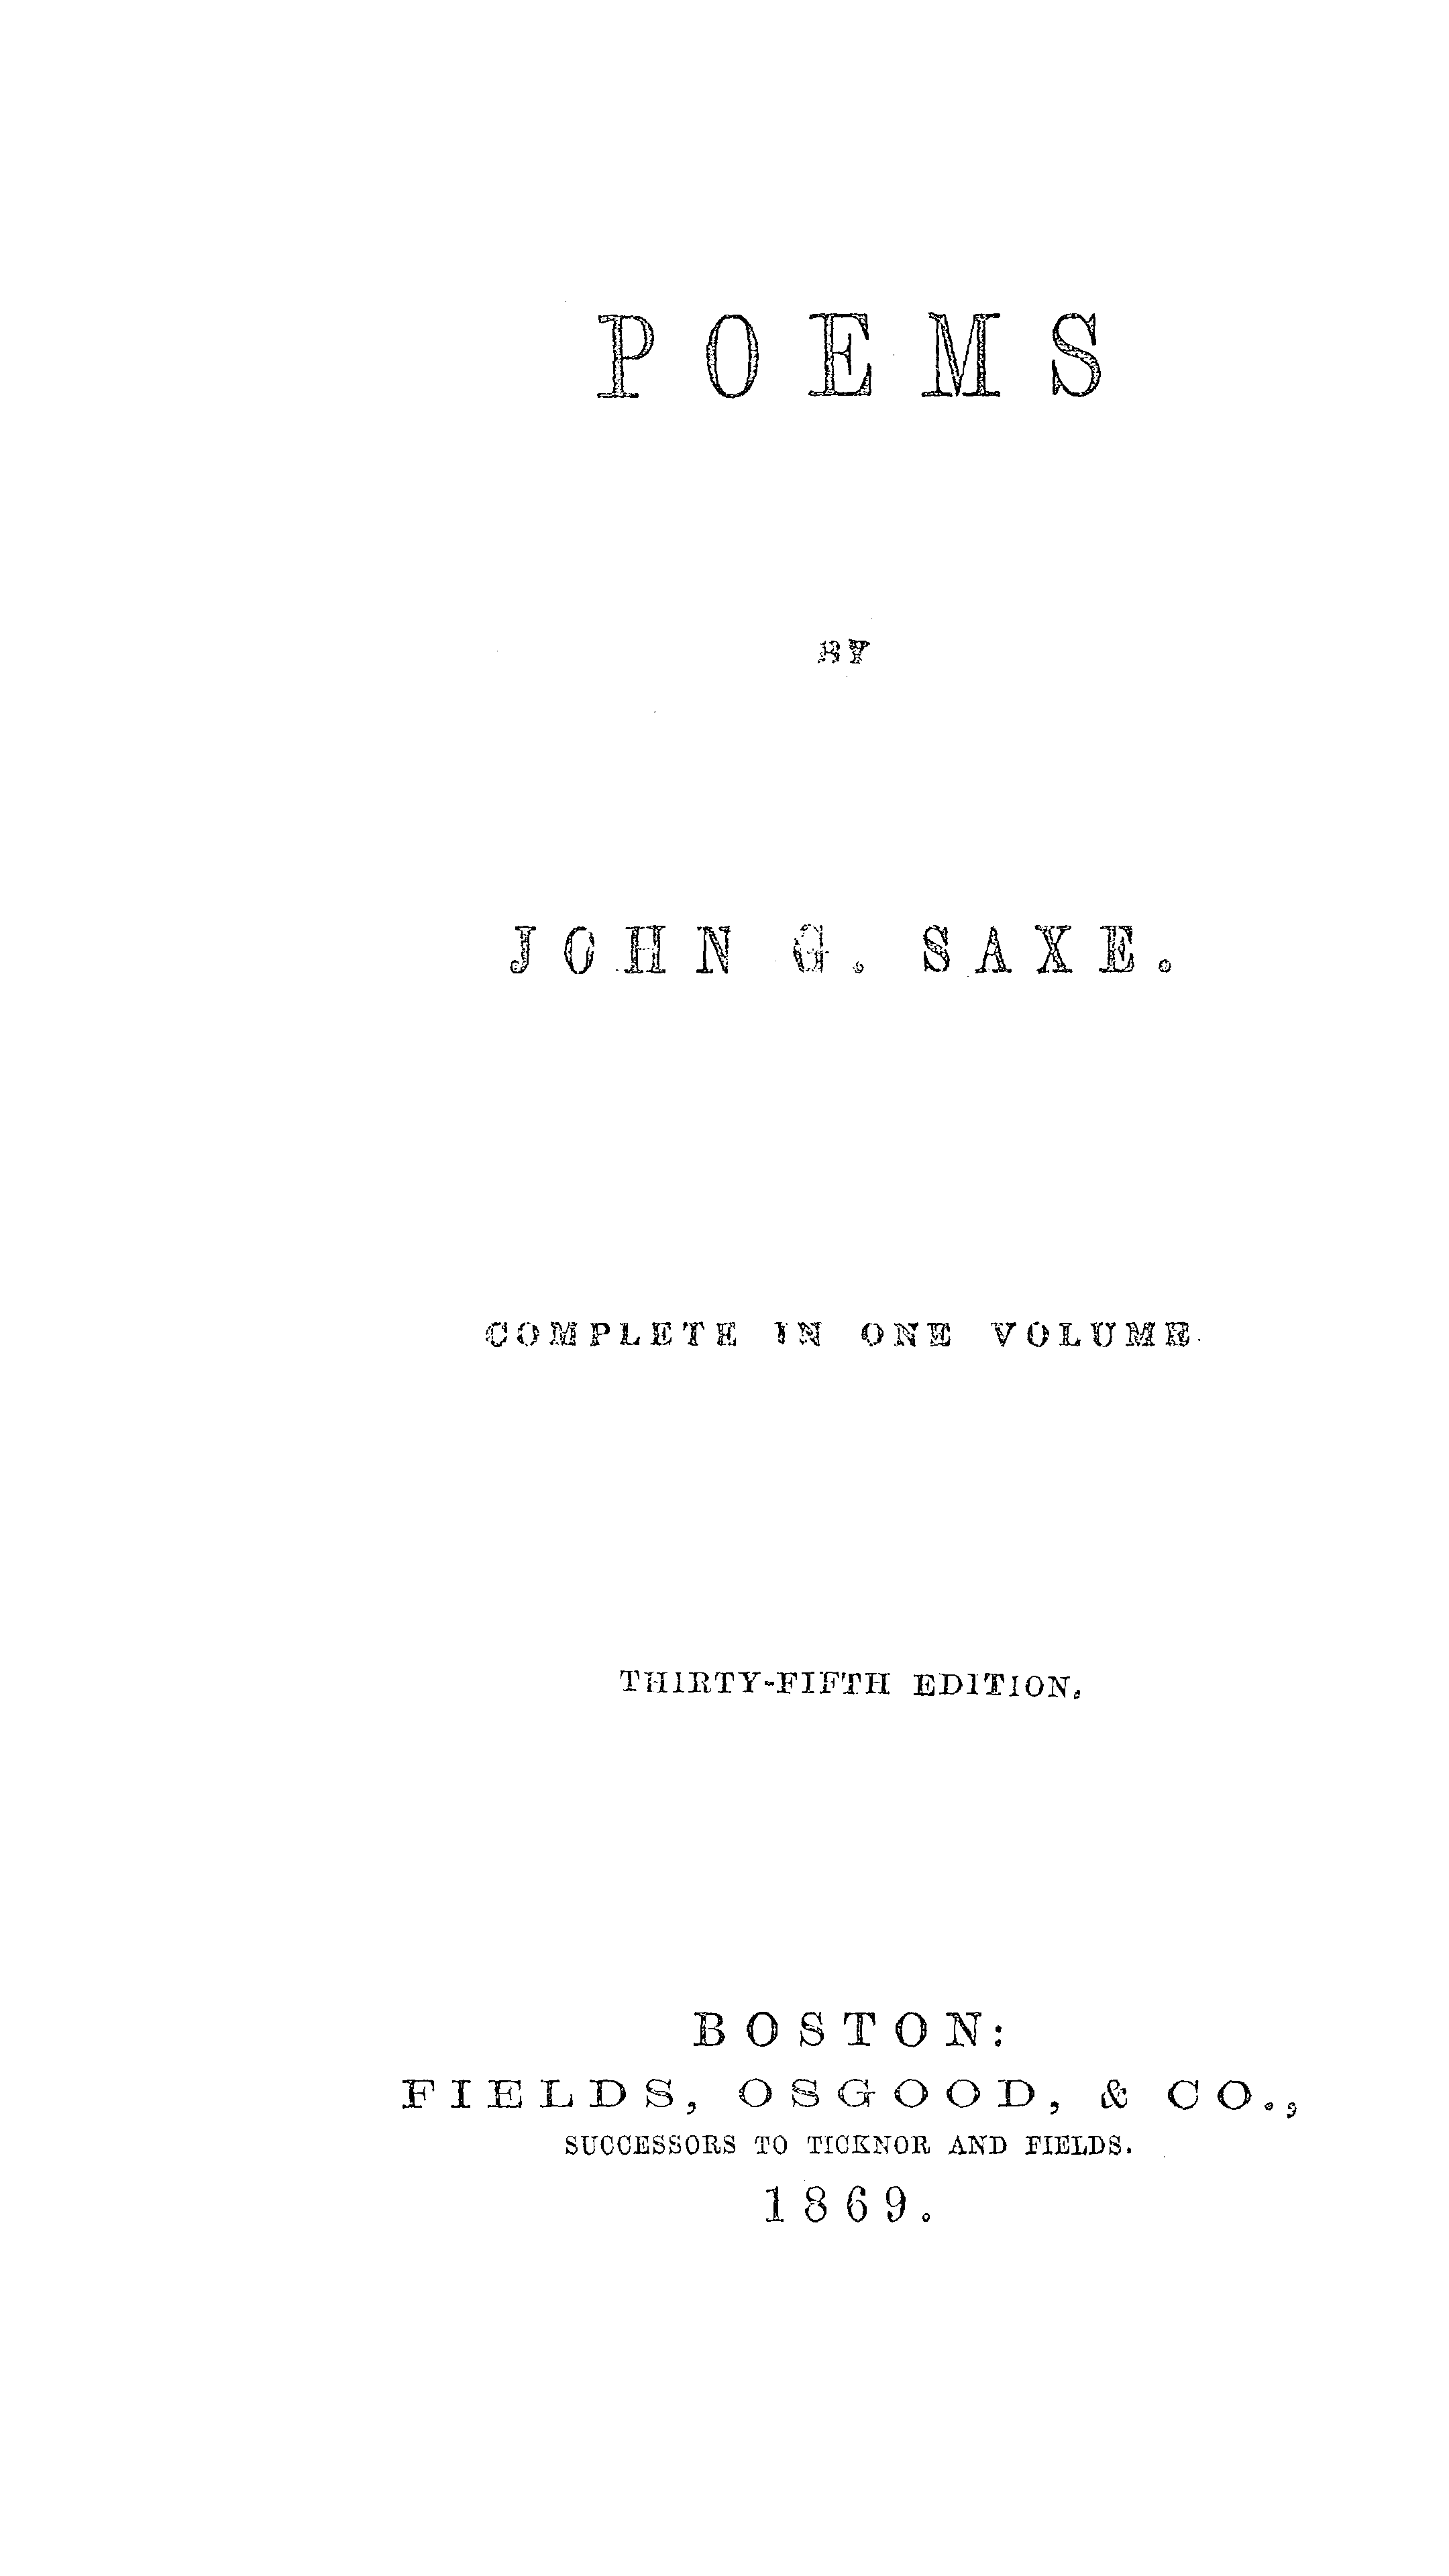 POEMS
BY
JOHN G. SAXE.
COMPLETE IN ONE VOLUME.
THIRTY-FIFTH EDITION.
BOSTON:
FIELDS, OSGOOD, & CO.,
SUCCESSORS TO TICKNOR AND FIELDS.
1869.